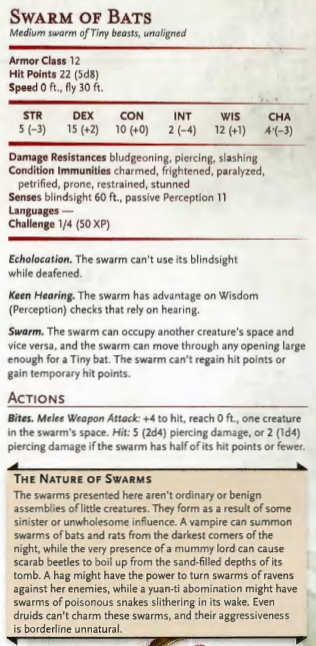 SWARM OF BATS
Medium swarm of Tiny beasts, unaligned
Armor Class 12
Hit Points 22 (5d8)
Speed 0 ft., fly 30 ft.
STR DEX CON INT WIS CHA
5 (−3) 15 (+2) 10 (+0) 2 (−4) 12 (+1) 4 (−3)
Damage Resistances bludgeoning, piercing, slashing
Condition Immunities charmed, frightened, paralyzed,
petrified, prone, restrained, stunned
Senses blindsight 60 ft., passive Perception 11
Languages —
Challenge 1/4 (50 XP)
Echolocation. The swarm can't use its blindsight
while deafened.
Keen Hearing. The swarm has advantage on Wisdom
(Perception) checks that rely on hearing.
Swarm. The swarm can occupy another creature's space and
vice versa, and the swarm can move through any opening large
enough for a Tiny bat. The swarm can't regain hit points or
gain temporary hit points.
ACTIONS
Bites. Melee Weapon Attack: +4 to hit, reach 0 ft., one creature
in the swarm's space. Hit: 5 (2d4) piercing damage, or 2 (1d4)
piercing damage if the swarm has half of its hit points or fewer.
THE NATURE OF SWARMS
The swarms presented here aren't ordinary or benign
assemblies of little creatures. They form as a result of some
sinister or unwholesome influence. A vampire can summon
swarms of bats and rats from the darkest corners of the
night, while the very presence of a mummy lord can cause
scarab beetles to boil up from the sand-filled depths of its
tomb. A hag might have the power to turn swarms of ravens
against her enemies, while a yuan-ti abomination might have
swarms of poisonous snakes slithering in its wake. Even
druids can't charm these swarms, and their aggressiveness
is borderline unnatural.